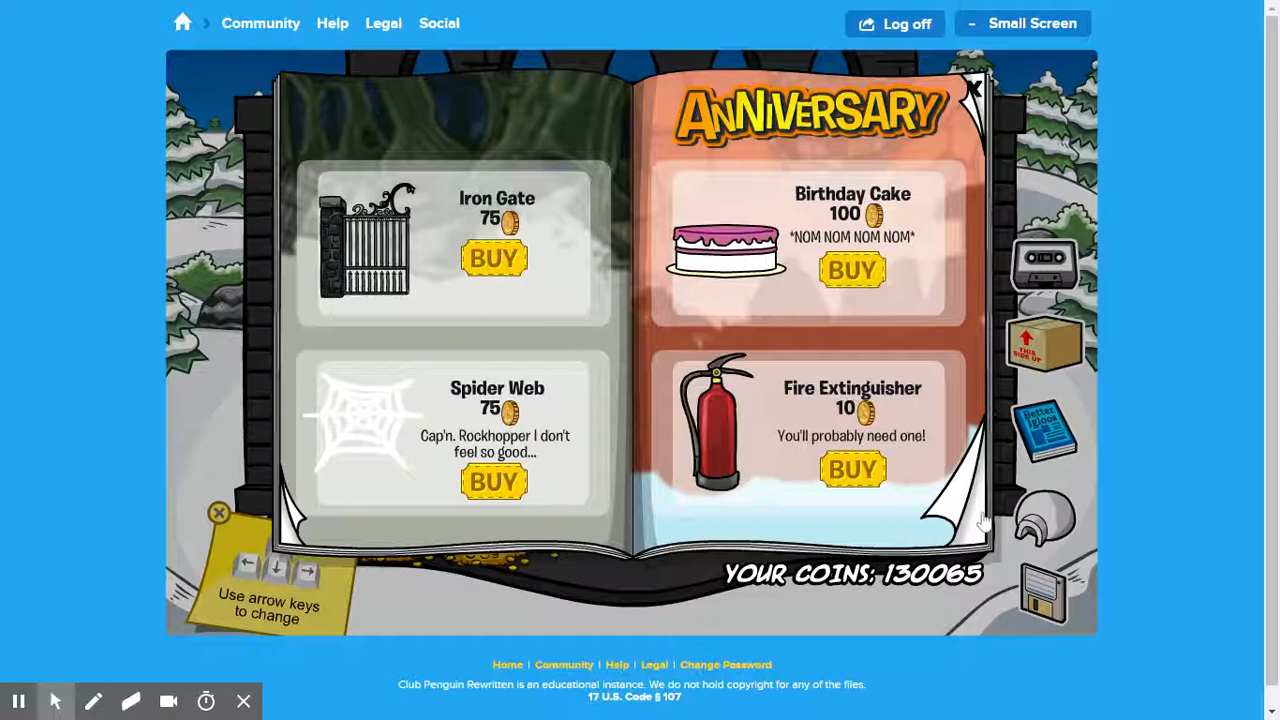 Community Help Legal Social
Log off
- Small Screen
ANNIVERSARY
X
Iron Gate
75
BUY
Birthday Cake
100
*NOM NOM NOM NOM*
BUY
Spider Web
75
Cap'n. Rockhopper I don't
feel so good...
BUY
Fire Extinguisher
10
You'll probably need one!
BUY
THIS
SIDE UP
Better
Igloos
Use arrow keys
to change
YOUR COINS: 130065
Home | Community | Help | Legal | Change Password
Club Penguin Rewritten is an educational instance. We do not hold copyright for any of the files.
17 U.S. Code § 107